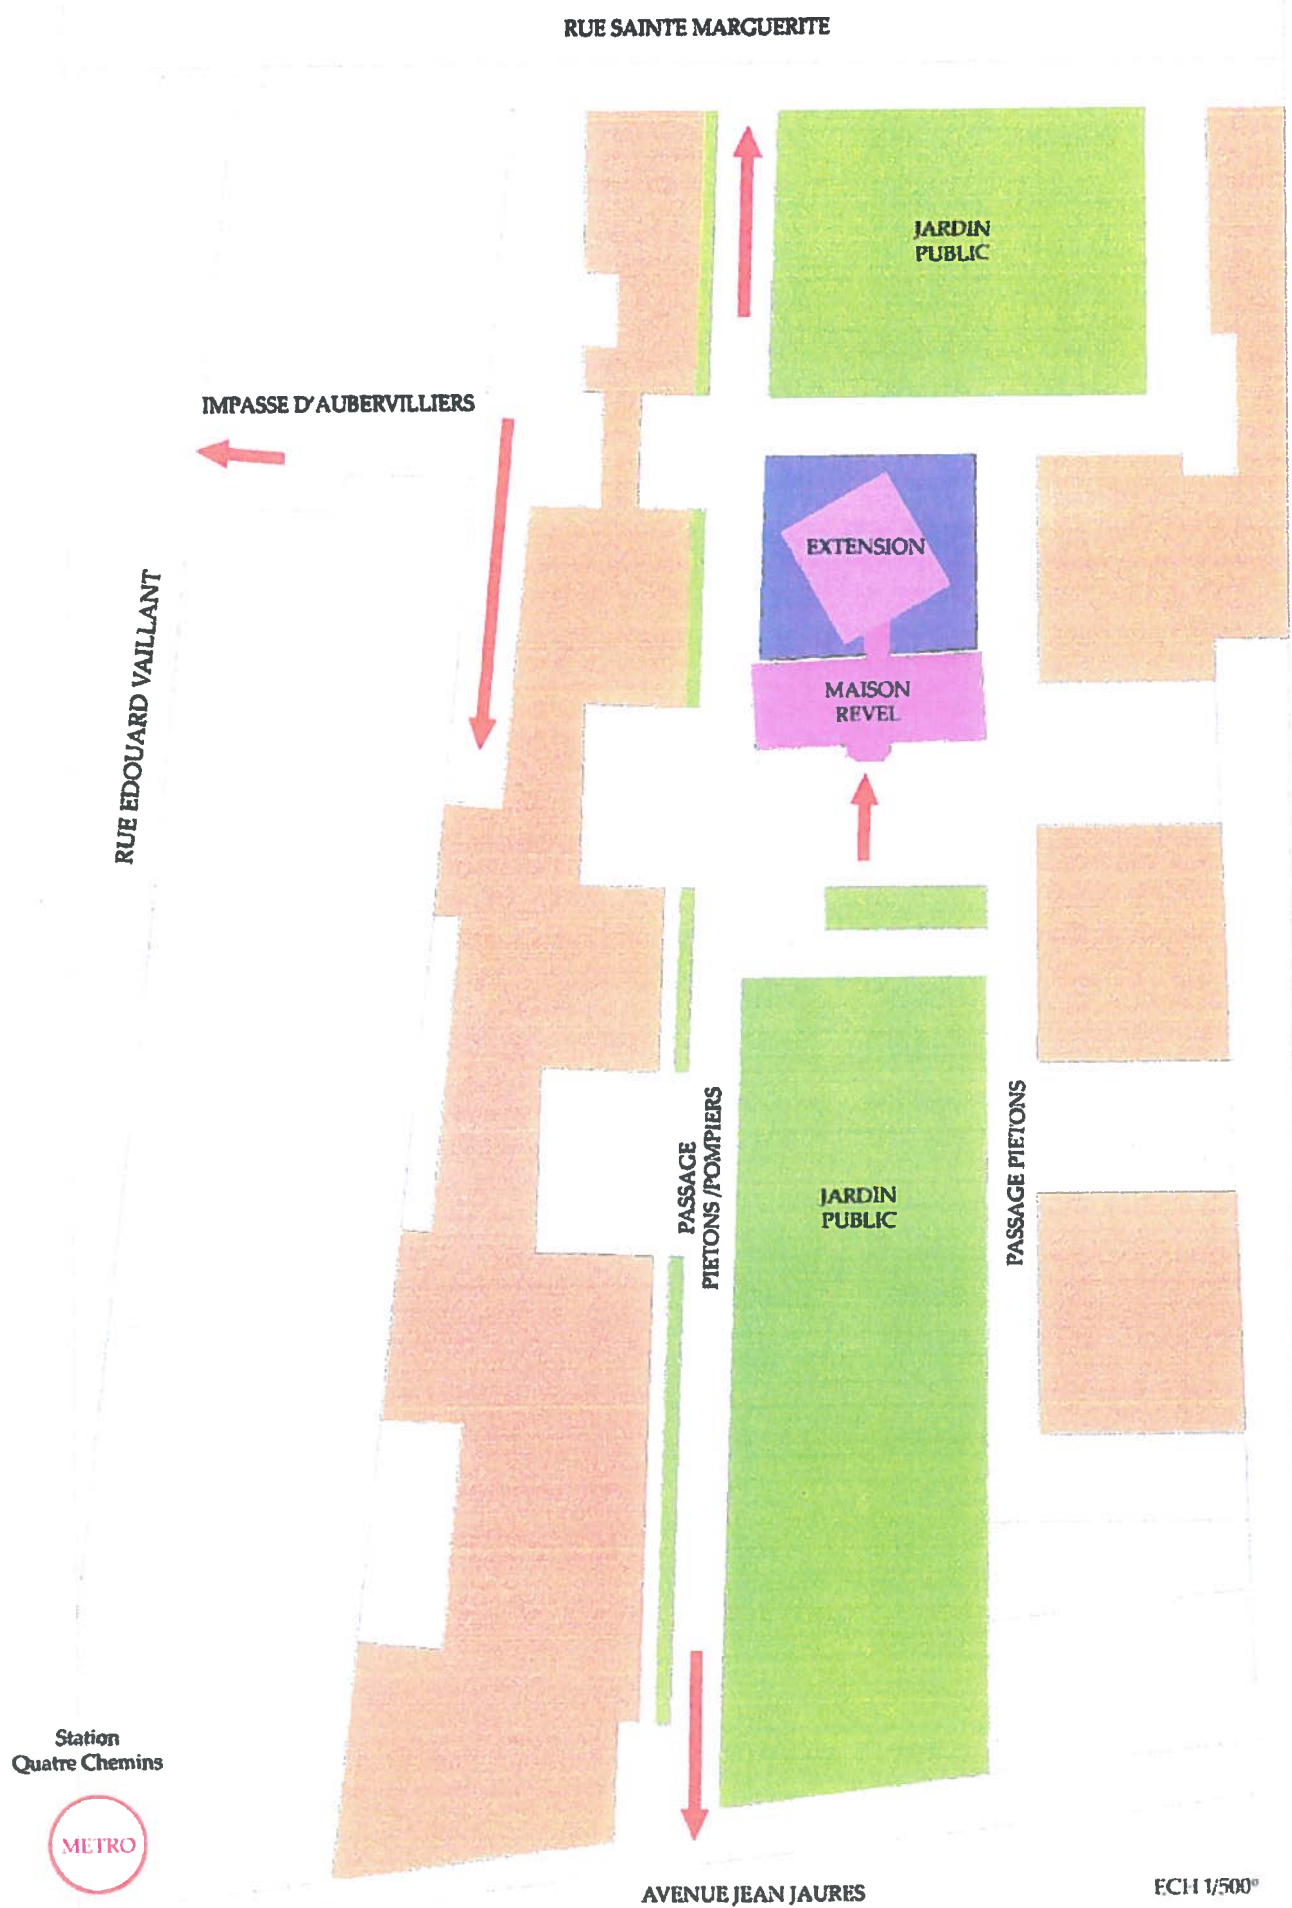 RUE SAINTE MARGUERITE
JARDIN
PUBLIC
IMPASSE D'AUBERVILLIERS
EXTENSION
RUE EDOUARD VAILLANT
MAISON
REVEL
PASSAGE
PIETONS /POMPIERS
PASSAGE PIETONS
JARDIN
PUBLIC
Station
Quatre Chemins
METRO
AVENUE JEAN JAURES
ECH 1/500°